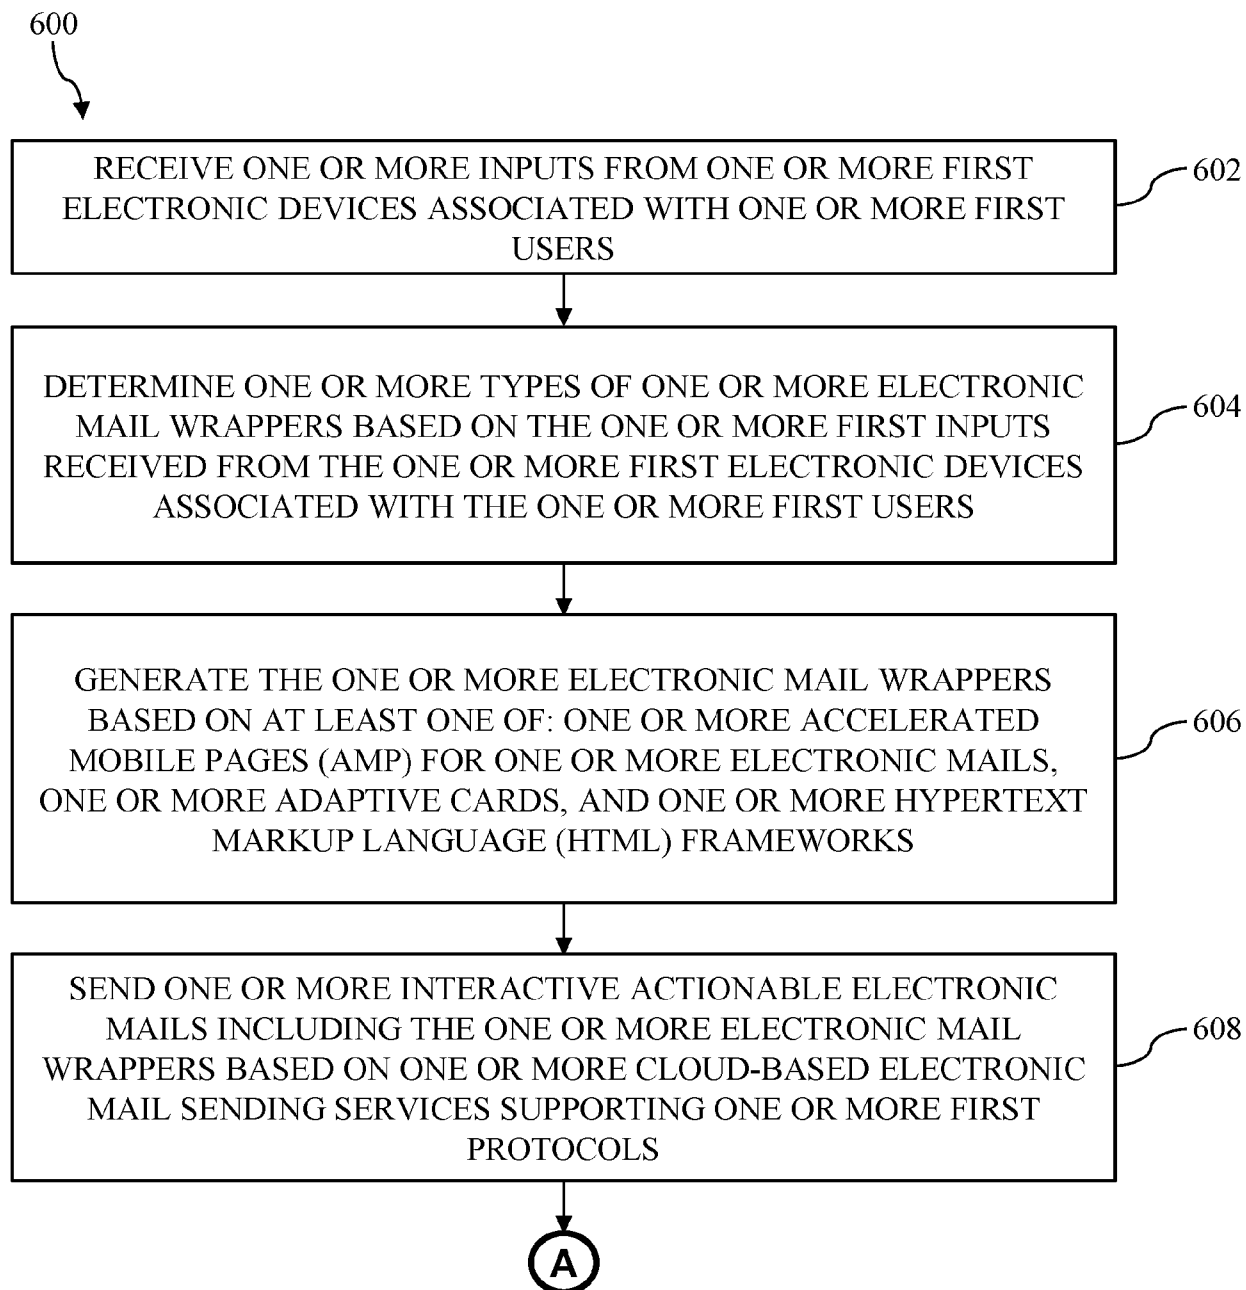 600
RECEIVE ONE OR MORE INPUTS FROM ONE OR MORE FIRST
ELECTRONIC DEVICES ASSOCIATED WITH ONE OR MORE FIRST
USERS
602
DETERMINE ONE OR MORE TYPES OF ONE OR MORE ELECTRONIC
MAIL WRAPPERS BASED ON THE ONE OR MORE FIRST INPUTS
RECEIVED FROM THE ONE OR MORE FIRST ELECTRONIC DEVICES
ASSOCIATED WITH THE ONE OR MORE FIRST USERS
604
GENERATE THE ONE OR MORE ELECTRONIC MAIL WRAPPERS
BASED ON AT LEAST ONE OF: ONE OR MORE ACCELERATED
MOBILE PAGES (AMP) FOR ONE OR MORE ELECTRONIC MAILS,
ONE OR MORE ADAPTIVE CARDS, AND ONE OR MORE HYPERTEXT
MARKUP LANGUAGE (HTML) FRAMEWORKS
606
SEND ONE OR MORE INTERACTIVE ACTIONABLE ELECTRONIC
MAILS INCLUDING THE ONE OR MORE ELECTRONIC MAIL
WRAPPERS BASED ON ONE OR MORE CLOUD-BASED ELECTRONIC
MAIL SENDING SERVICES SUPPORTING ONE OR MORE FIRST
PROTOCOLS
608
A